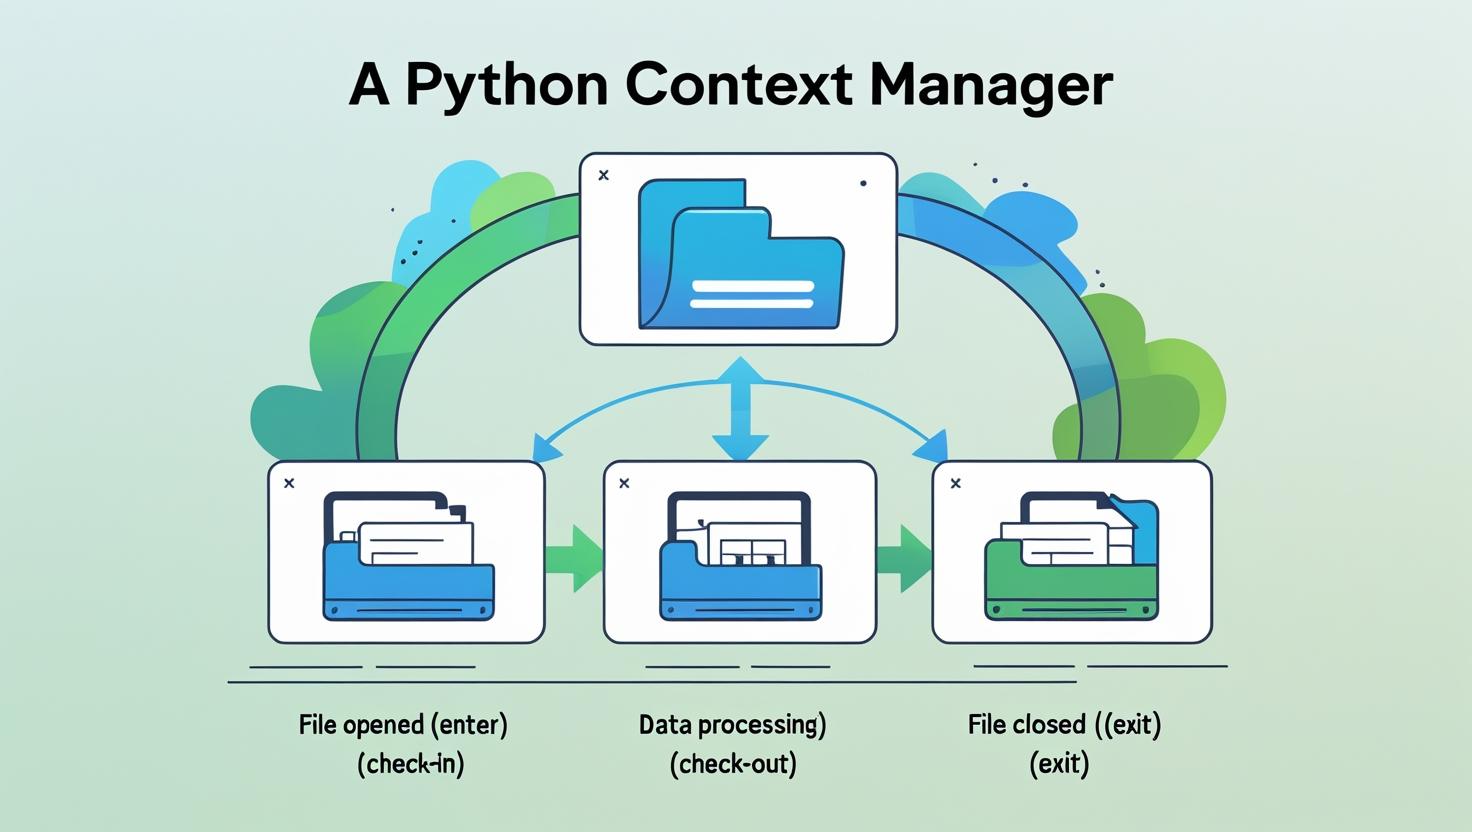 A Python Context Manager
File opened (enter)
(check-in)
Data processing)
(check-out)
File closed ((exit)
(exit)